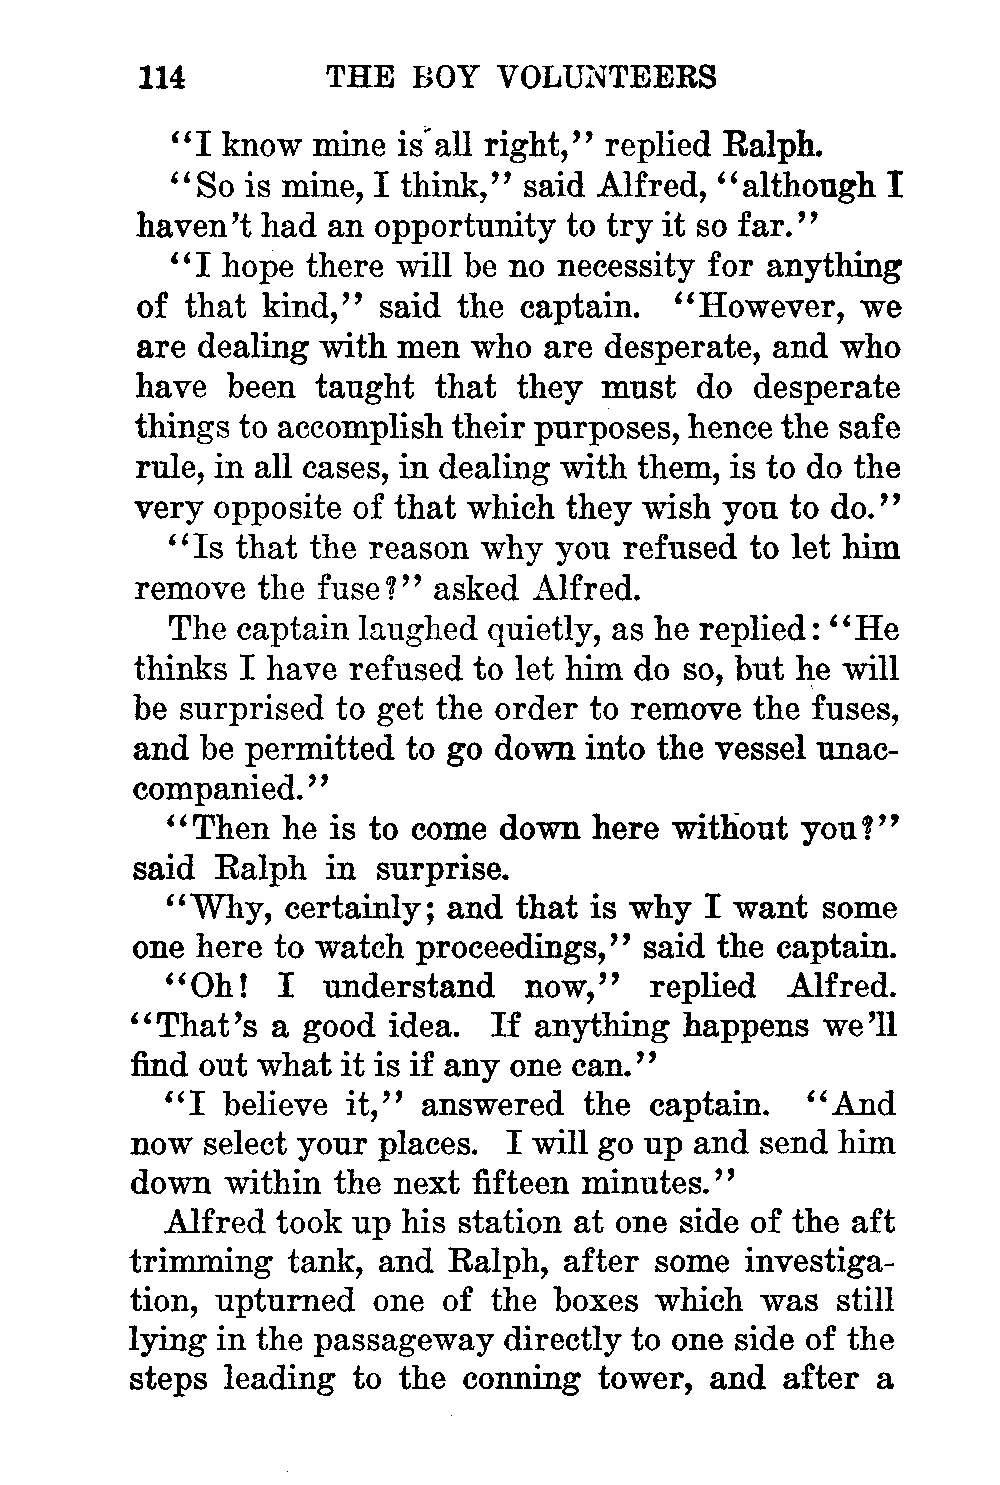 114 THE BOY VOLUNTEERS
“I know mine is all right,” replied Ralph.
“So is mine, I think,” said Alfred, “although I
haven’t had an opportunity to try it so far.”
“I hope there will be no necessity for anything
of that kind,” said the captain. “However, we
are dealing with men who are desperate, and who
have been taught that they must do desperate
things to accomplish their purposes, hence the safe
rule, in all cases, in dealing with them, is to do the
very opposite of that which they wish you to do.”
“Is that the reason why you refused to let him
remove the fuse?” asked Alfred.
The captain laughed quietly, as he replied: “He
thinks I have refused to let him do so, but he will
be surprised to get the order to remove the fuses,
and be permitted to go down into the vessel unac-
companied.”
“Then he is to come down here without you?”
said Ralph in surprise.
“Why, certainly; and that is why I want some
one here to watch proceedings,” said the captain.
“Oh! I understand now,” replied Alfred.
“That’s a good idea. If anything happens we’ll
find out what it is if any one can.”
“I believe it,” answered the captain. “And
now select your places. I will go up and send him
down within the next fifteen minutes.”
Alfred took up his station at one side of the aft
trimming tank, and Ralph, after some investiga-
tion, upturned one of the boxes which was still
lying in the passageway directly to one side of the
steps leading to the conning tower, and after a